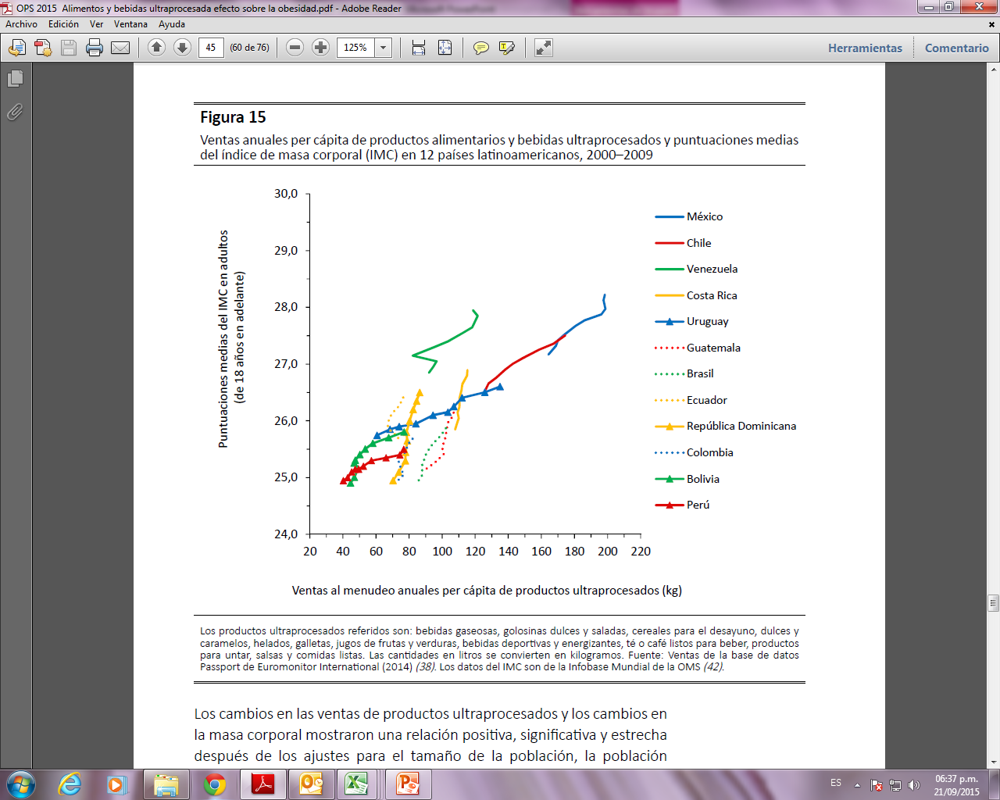 OPS 2015  Alimentos y bebidas ultraprocesada efecto sobre la obesidad.pdf - Adobe Reader
Archivo Edición Ver Ventana Ayuda
45 (60 de 76) 125% Herramientas Comentario
Figura 15
Ventas anuales per cápita de productos alimentarios y bebidas ultraprocesados y puntuaciones medias
del índice de masa corporal (IMC) en 12 países latinoamericanos, 2000–2009
Puntuaciones medias del IMC en adultos
(de 18 años en adelante)
30,0
29,0
28,0
27,0
26,0
25,0
24,0
20 40 60 80 100 120 140 160 180 200 220
Ventas al menudeo anuales per cápita de productos ultraprocesados (kg)
México
Chile
Venezuela
Costa Rica
Uruguay
Guatemala
Brasil
Ecuador
República Dominicana
Colombia
Bolivia
Perú
Los productos ultraprocesados referidos son: bebidas gaseosas, golosinas dulces y saladas, cereales para el desayuno, dulces y
caramelos, helados, galletas, jugos de frutas y verduras, bebidas deportivas y energizantes, té o café listos para beber, productos
para untar, salsas y comidas listas. Las cantidades en litros se convierten en kilogramos. Fuente: Ventas de la base de datos
Passport de Euromonitor International (2014) (38). Los datos del IMC son de la Infobase Mundial de la OMS (42).
Los cambios en las ventas de productos ultraprocesados y los cambios en
la masa corporal mostraron una relación positiva, significativa y estrecha
después de los ajustes para el tamaño de la población, la población
ES
06:37 p.m.
21/09/2015